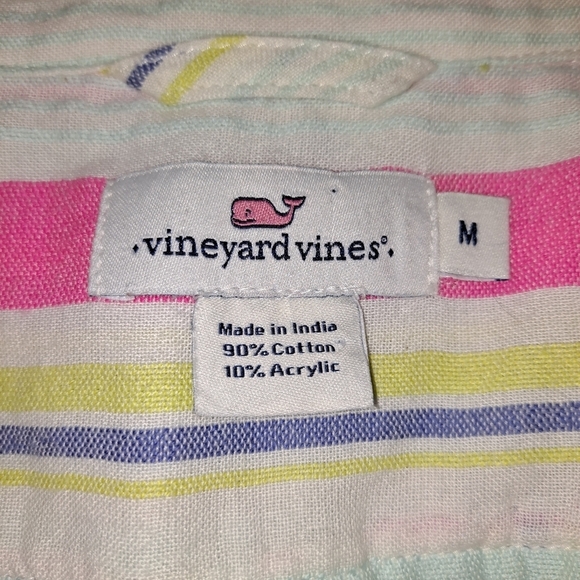 vineyard vines®
M
Made in India
90% Cotton
10% Acrylic